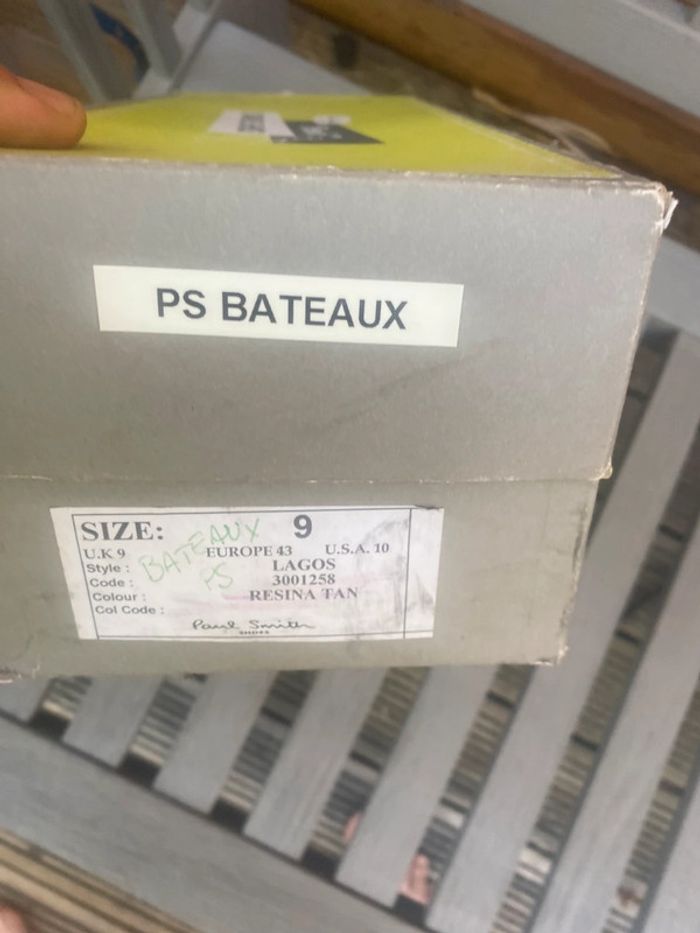 PS BATEAUX
SIZE: 9
BATEAUX
PS
U.K 9 EUROPE 43 U.S.A. 10
Style : LAGOS
Code : 3001258
Colour : RESINA TAN
Col Code :
Paul Smith
SHOES